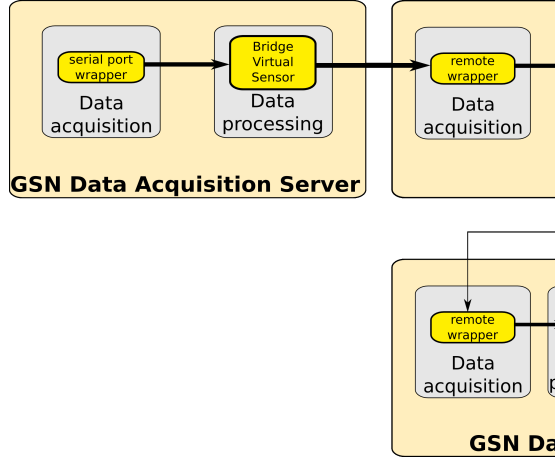 serial port
wrapper
Data
acquisition
Bridge
Virtual
Sensor
Data
processing
GSN Data Acquisition Server
remote
wrapper
Data
acquisition
remote
wrapper
Data
acquisition
GSN